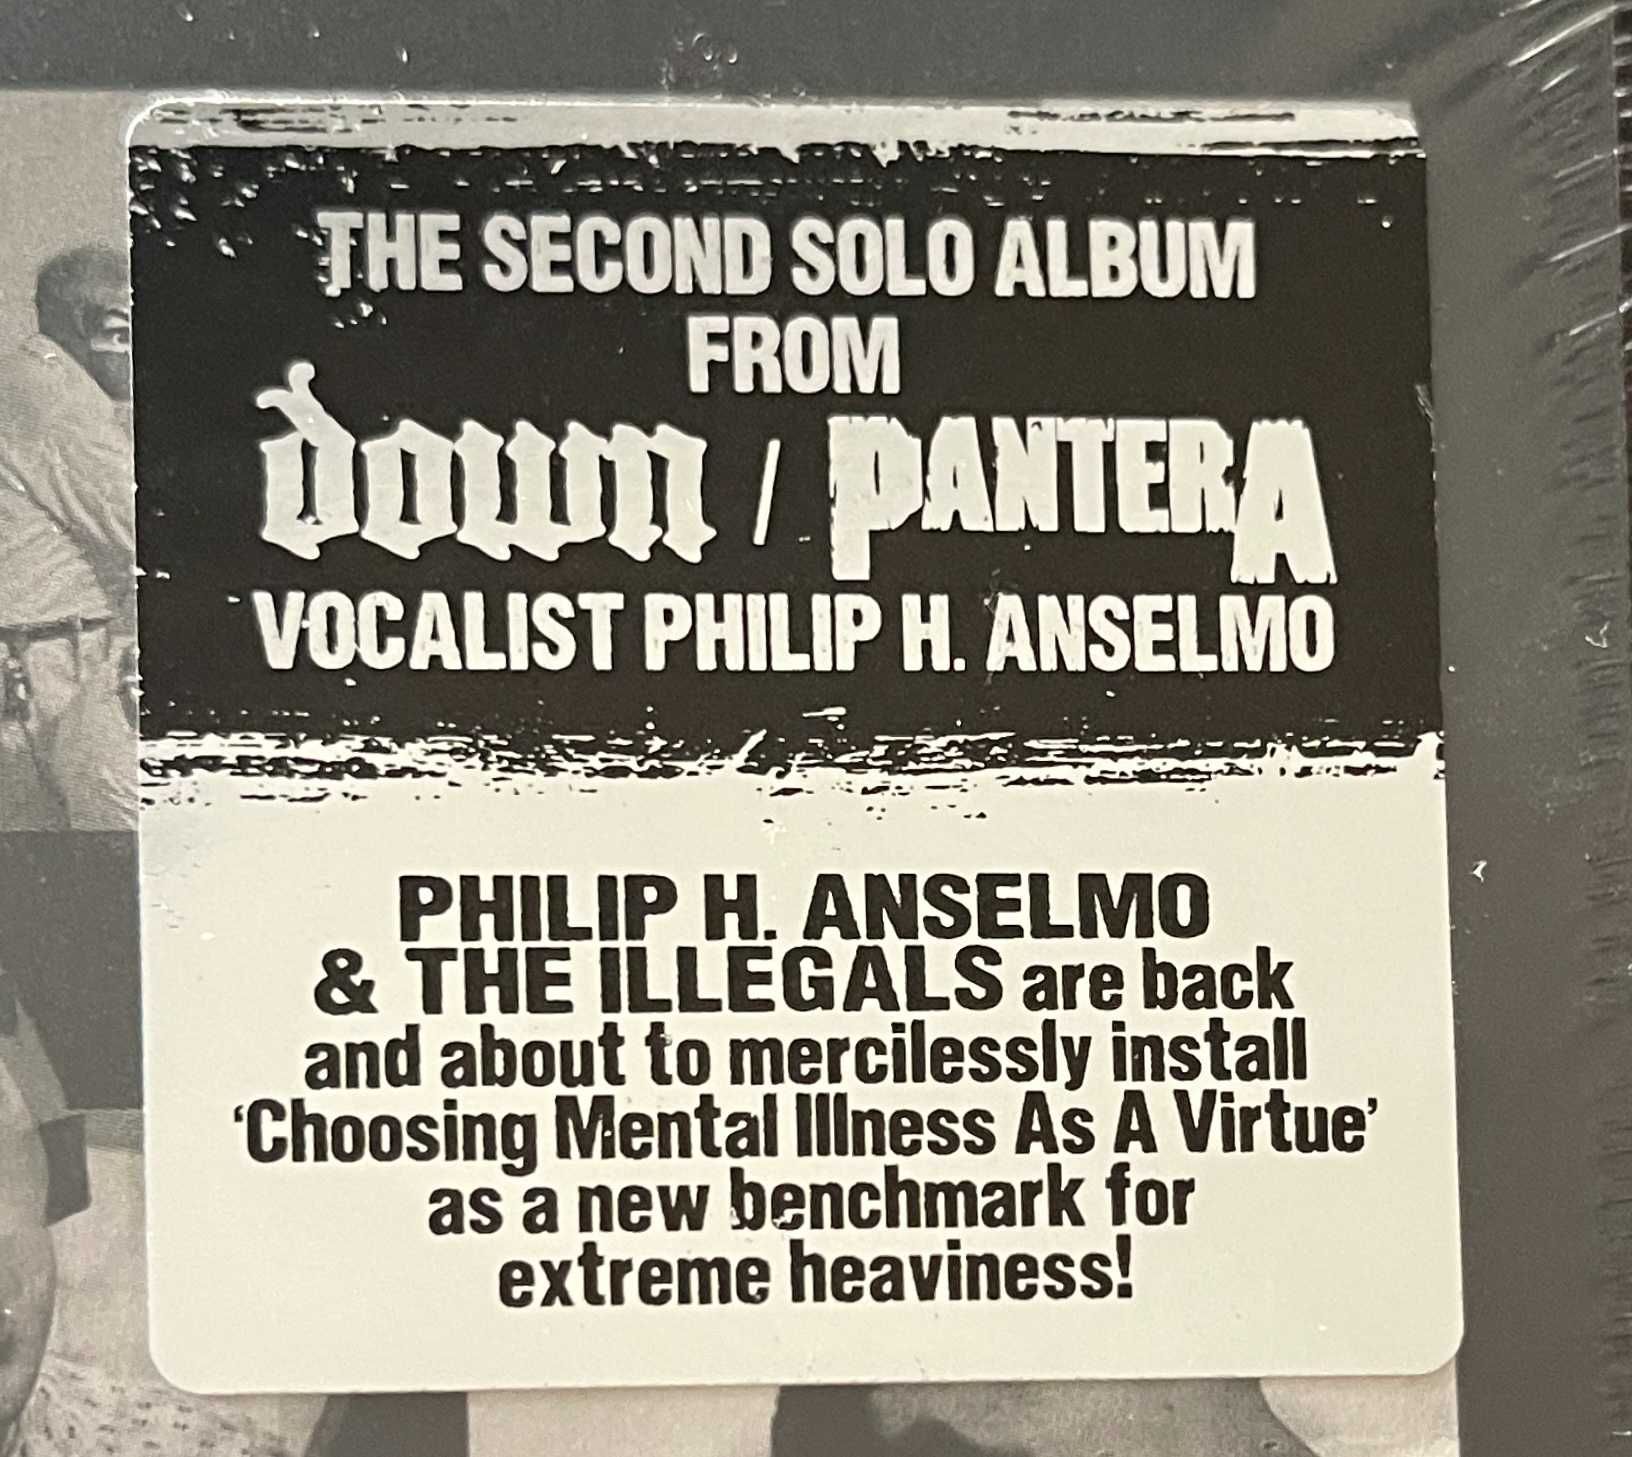 THE SECOND SOLO ALBUM
FROM
down / PANTERA
VOCALIST PHILIP H. ANSELMO
PHILIP H. ANSELMO
& THE ILLEGALS are back
and about to mercilessly install
‘Choosing Mental Illness As A Virtue’
as a new benchmark for
extreme heaviness!